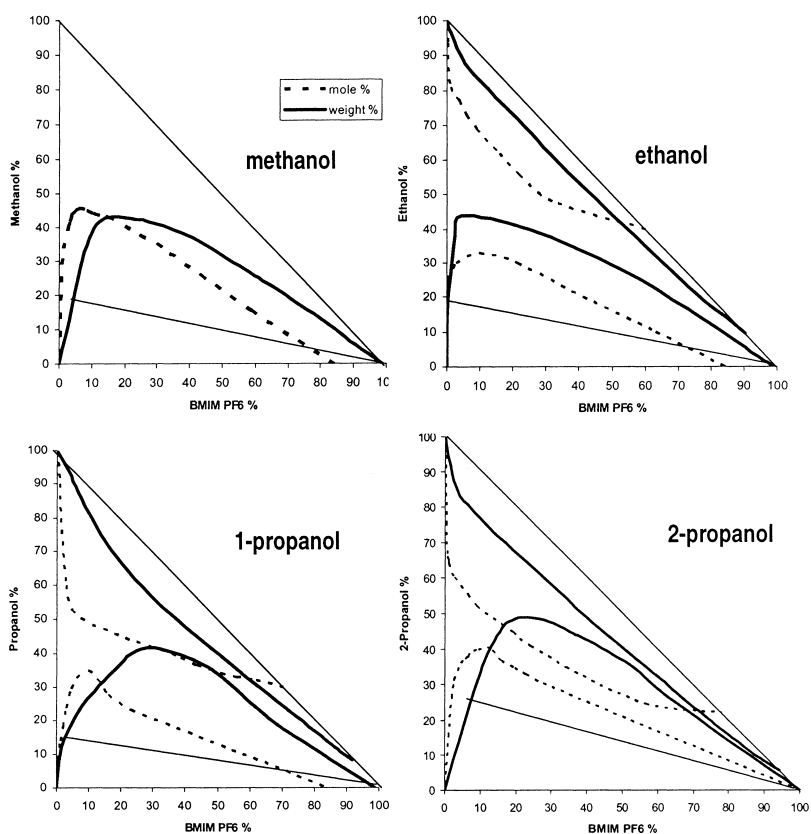 100
90
80
70
60
50
40
30
20
10
0
Methanol %
mole %
weight %
methanol
0 10 20 30 40 50 60 70 80 90 10
BMIM PF6 %
100
90
80
70
60
50
40
30
20
10
0
Ethanol %
ethanol
0 10 20 30 40 50 60 70 80 90 100
BMIM PF6 %
100
90
80
70
60
50
40
30
20
10
0
Propanol %
1-propanol
0 10 20 30 40 50 60 70 80 90 100
BMIM PF6 %
100
90
80
70
60
50
40
30
20
10
0
2-Propanol %
2-propanol
0 10 20 30 40 50 60 70 80 90 100
BMIM PF6 %